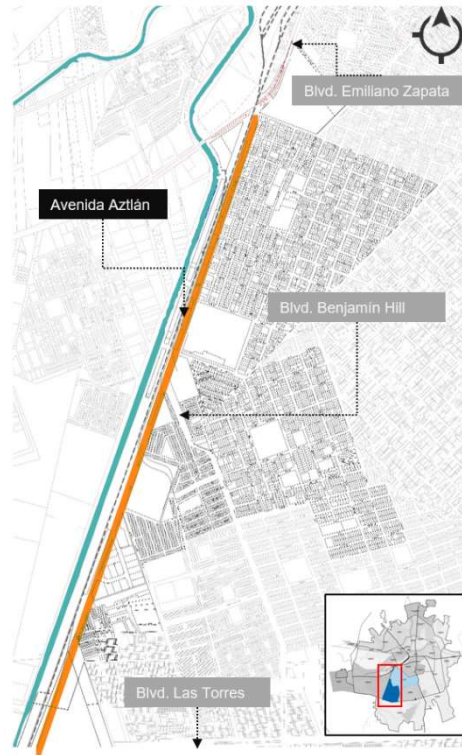 Blvd. Emiliano Zapata
Avenida Aztlán
Blvd. Benjamín Hill
Blvd. Las Torres